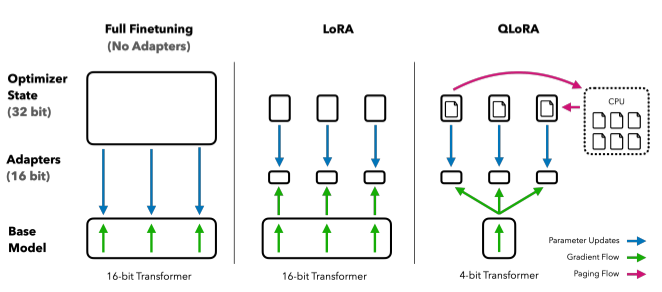 Full Finetuning
(No Adapters)
LoRA
QLoRA
Optimizer
State
(32 bit)
CPU
Adapters
(16 bit)
Base
Model
Parameter Updates
Gradient Flow
Paging Flow
16-bit Transformer
16-bit Transformer
4-bit Transformer